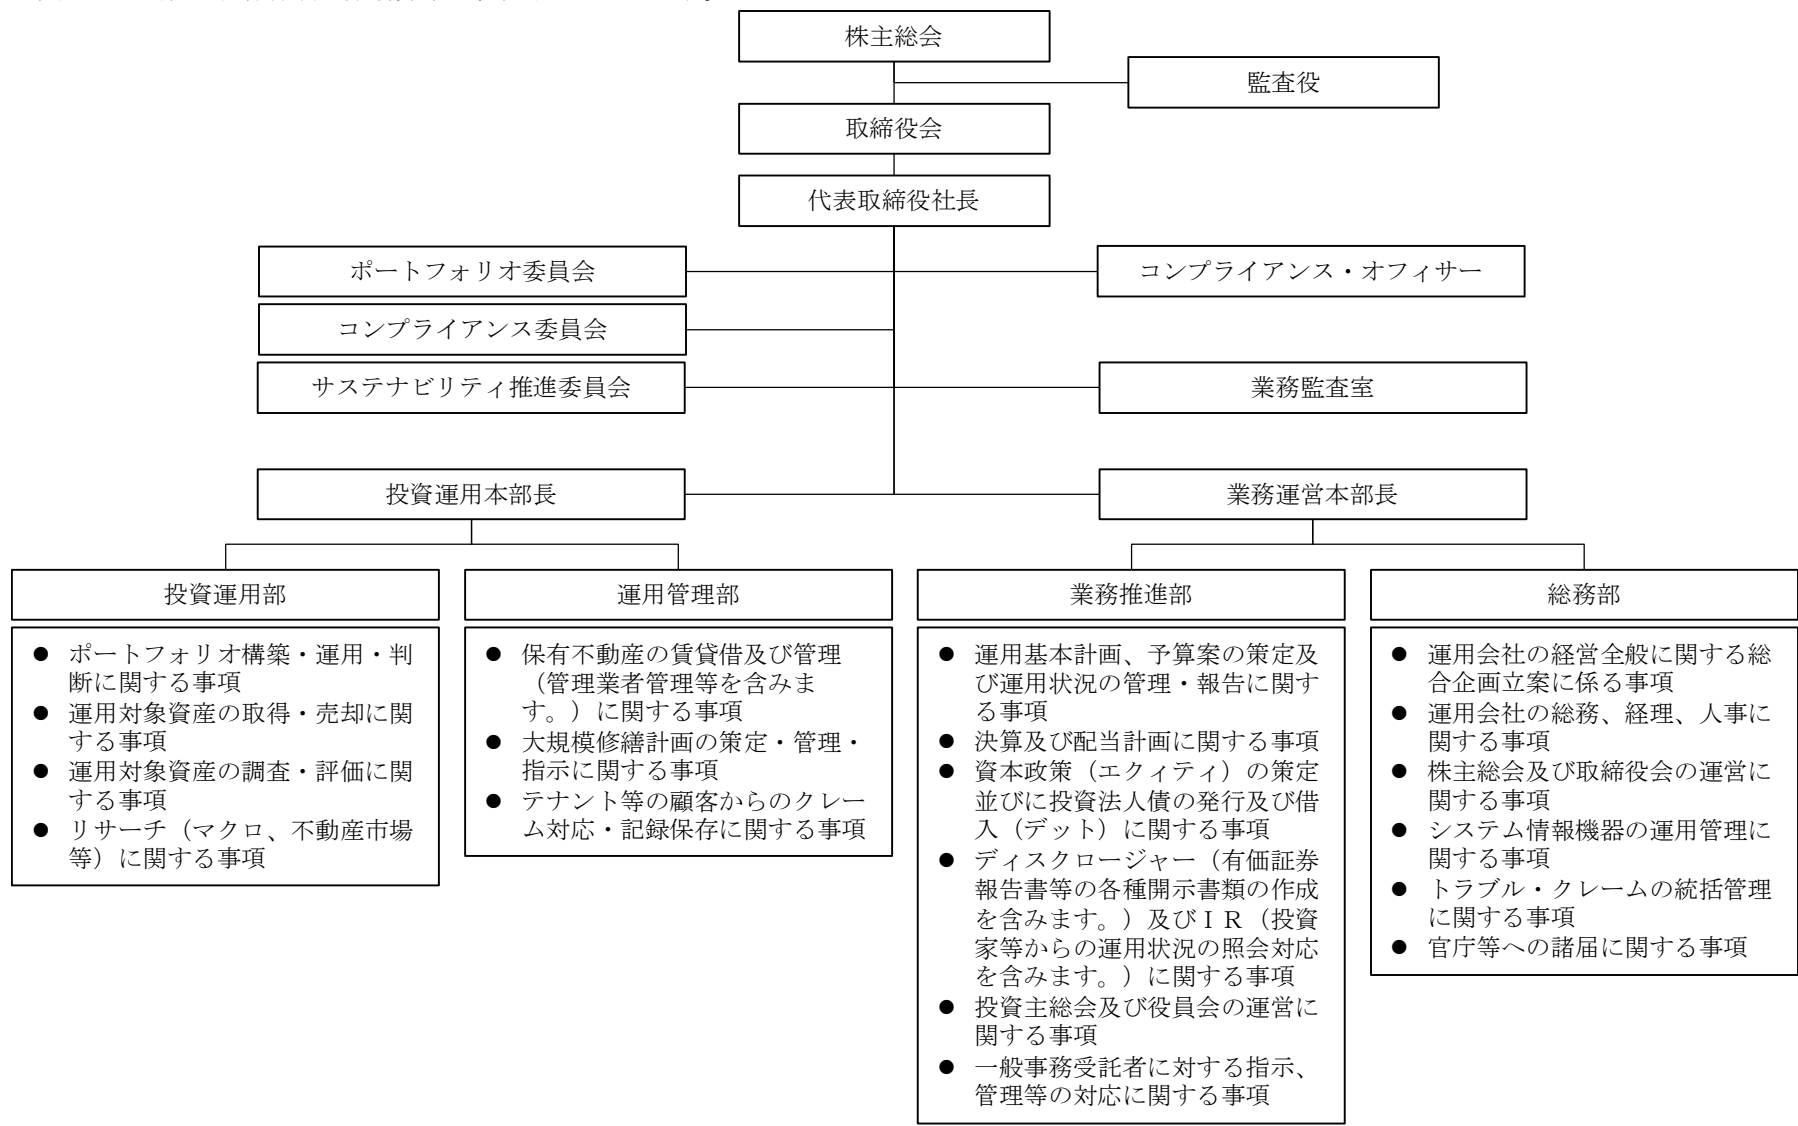 株主総会
監査役
取締役会
代表取締役社長
ポートフォリオ委員会
コンプライアンス・オフィサー
コンプライアンス委員会
サステナビリティ推進委員会
業務監査室
投資運用本部長
業務運営本部長
投資運用部
● ポートフォリオ構築・運用・判
断に関する事項
● 運用対象資産の取得・売却に関
する事項
● 運用対象資産の調査・評価に関
する事項
● リサーチ（マクロ、不動産市場
等）に関する事項
運用管理部
● 保有不動産の賃貸借及び管理
（管理業者管理等を含みま
す。）に関する事項
● 大規模修繕計画の策定・管理・
指示に関する事項
● テナント等の顧客からのクレー
ム対応・記録保存に関する事項
業務推進部
● 運用基本計画、予算案の策定及
び運用状況の管理・報告に関す
る事項
● 決算及び配当計画に関する事項
● 資本政策（エクィティ）の策定
並びに投資法人債の発行及び借
入（デット）に関する事項
● ディスクロージャー（有価証券
報告書等の各種開示書類の作成
を含みます。）及びＩＲ（投資
家等からの運用状況の照会対応
を含みます。）に関する事項
● 投資主総会及び役員会の運営に
関する事項
● 一般事務受託者に対する指示、
管理等の対応に関する事項
総務部
● 運用会社の経営全般に関する総
合企画立案に係る事項
● 運用会社の総務、経理、人事に
関する事項
● 株主総会及び取締役会の運営に
関する事項
● システム情報機器の運用管理に
関する事項
● トラブル・クレームの統括管理
に関する事項
● 官庁等への諸届に関する事項